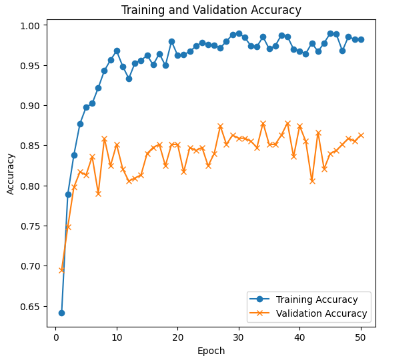 Training and Validation Accuracy
1.00
0.95
0.90
0.85
0.80
0.75
0.70
0.65
Accuracy
0
10
20
30
40
50
Epoch
Training Accuracy
Validation Accuracy